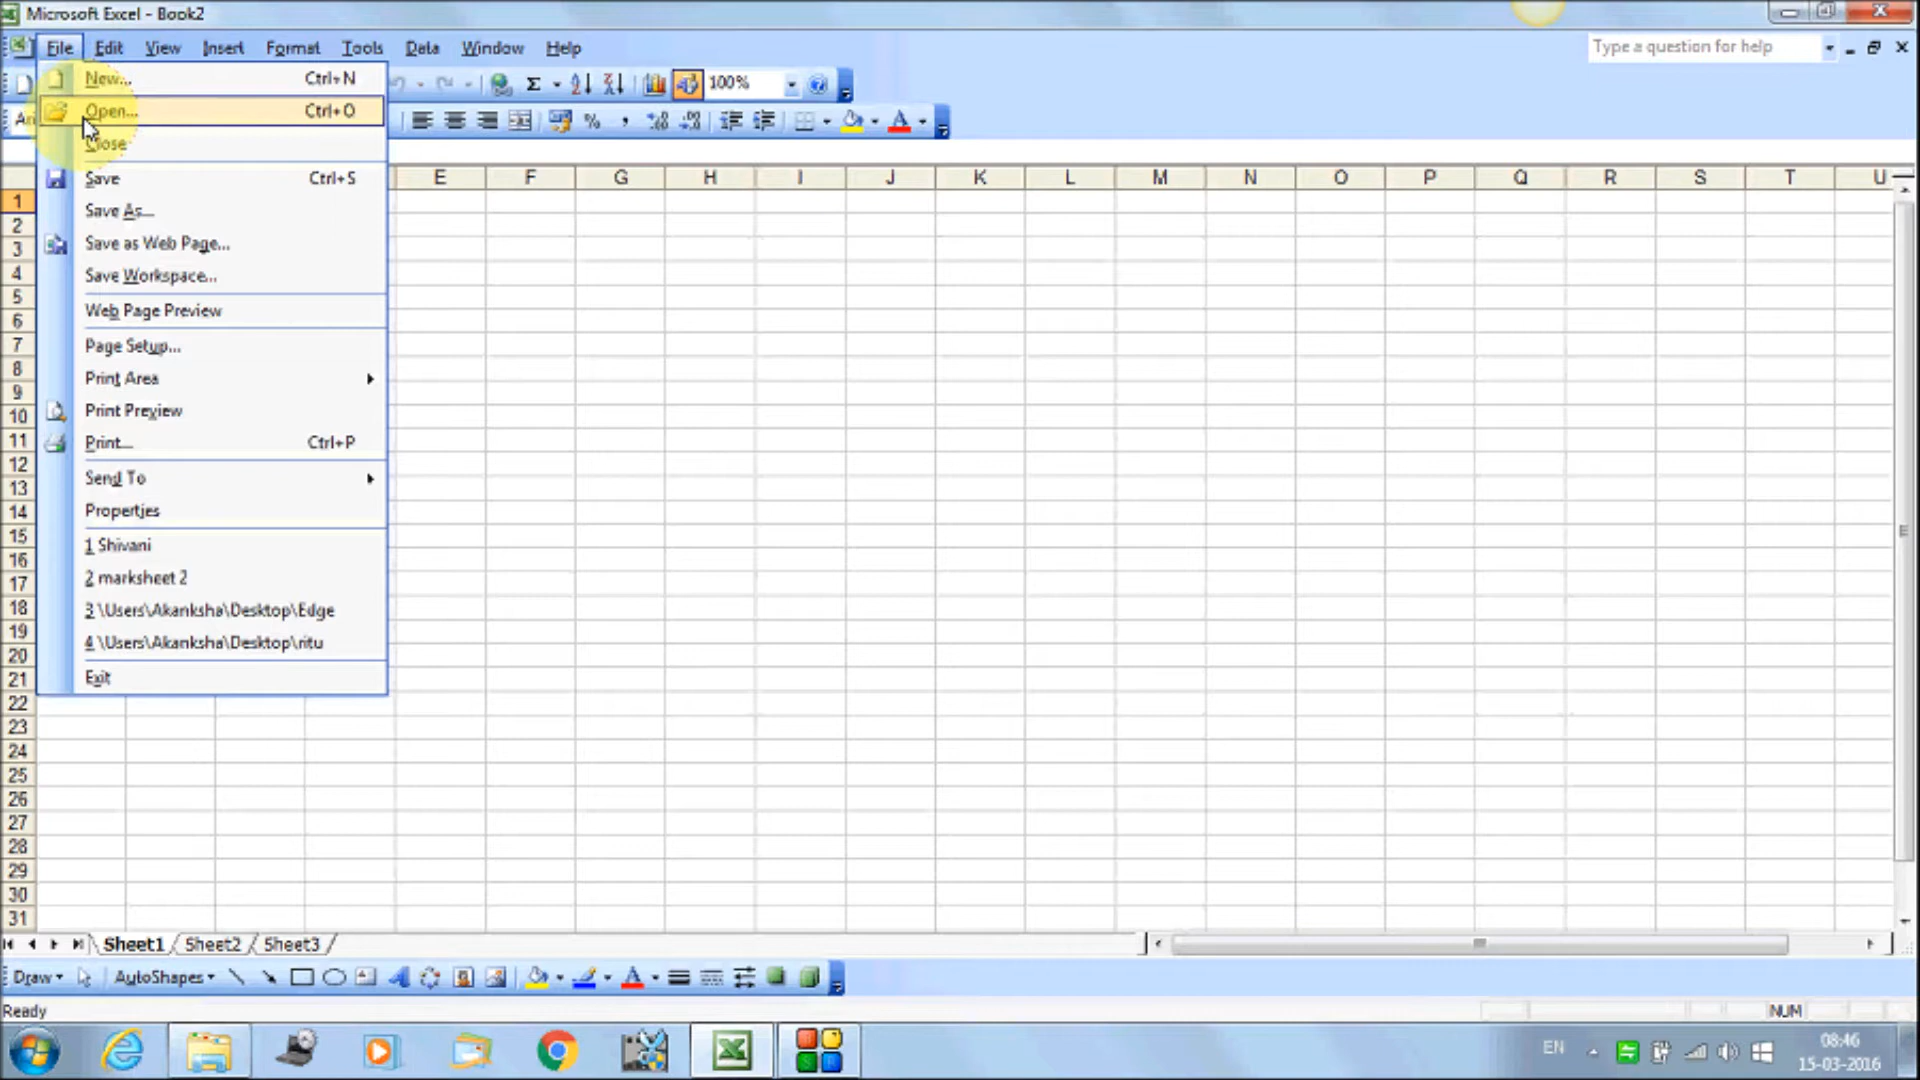 Microsoft Excel - Book2
File Edit View Insert Format Tools Data Window Help
Type a question for help
New... Ctrl+N
100%
Open... Ctrl+O
Close
Save Ctrl+S
E F G H I J K L M N O P Q R S T U
Save As...
Save as Web Page...
Save Workspace...
Web Page Preview
Page Setup...
Print Area
Print Preview
Print... Ctrl+P
Send To
Properties
1 Shivani
2 marksheet 2
3 \Users\Akanksha\Desktop\Edge
4 \Users\Akanksha\Desktop\ritu
Exit
1
2
3
4
5
6
7
8
9
10
11
12
13
14
15
16
17
18
19
20
21
22
23
24
25
26
27
28
29
30
31
Sheet1 Sheet2 Sheet3
Draw AutoShapes
Ready
NUM
EN
08:46
15-03-2016